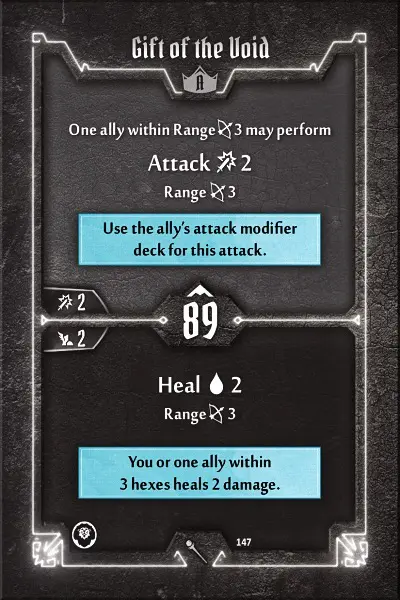 Gift of the Void
A
One ally within Range 3 may perform
Attack 2
Range 3
Use the ally's attack modifier
deck for this attack.
2
89
2
Heal 2
Range 3
You or one ally within
3 hexes heals 2 damage.
147